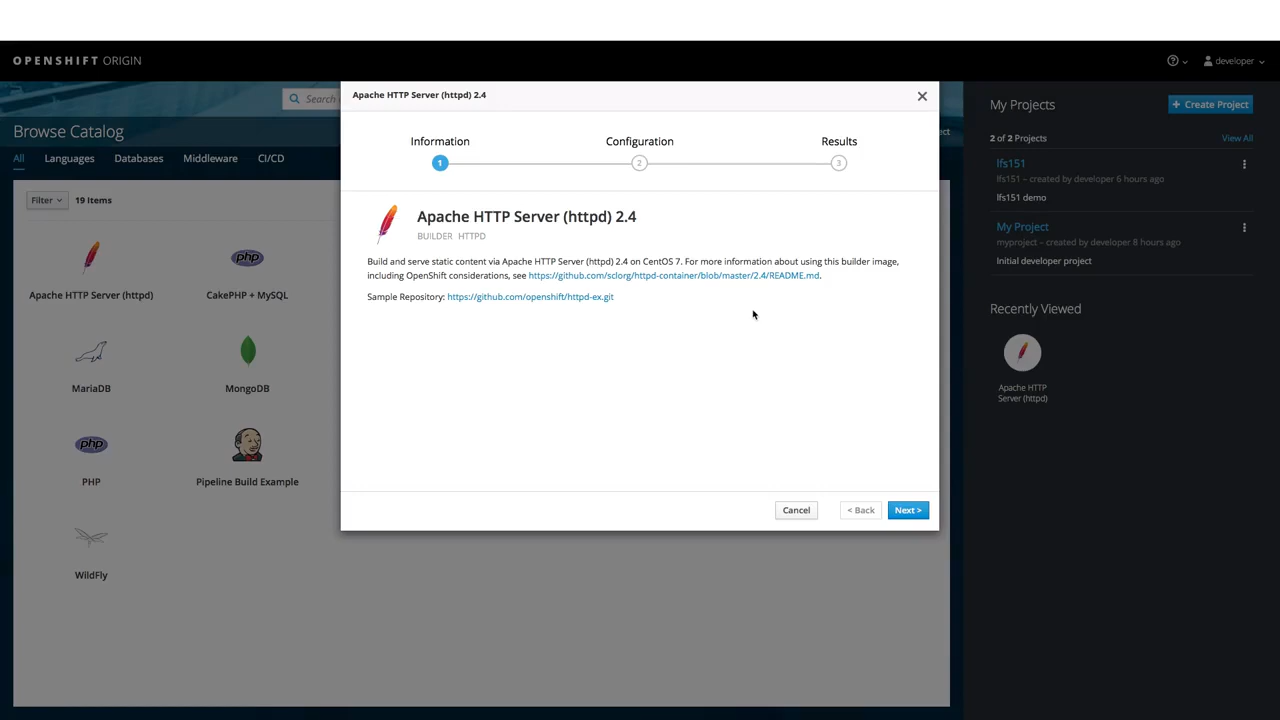 OPENSHIFT ORIGIN
developer
Search
Browse Catalog
All Languages Databases Middleware CI/CD
Filter
19 Items
Apache HTTP Server (httpd)
CakePHP + MySQL
MariaDB
MongoDB
PHP
Pipeline Build Example
WildFly
Apache HTTP Server (httpd) 2.4
Information Configuration Results
1 2 3
Apache HTTP Server (httpd) 2.4
BUILDER HTTPD
Build and serve static content via Apache HTTP Server (httpd) 2.4 on CentOS 7. For more information about using this builder image,
including OpenShift considerations, see https://github.com/sclorg/httpd-container/blob/master/2.4/README.md.
Sample Repository: https://github.com/openshift/httpd-ex.git
Cancel < Back Next >
My Projects
+ Create Project
2 of 2 Projects
View All
lfs151
lfs151 – created by developer 6 hours ago
lfs151 demo
My Project
myproject – created by developer 8 hours ago
Initial developer project
Recently Viewed
Apache HTTP
Server (httpd)